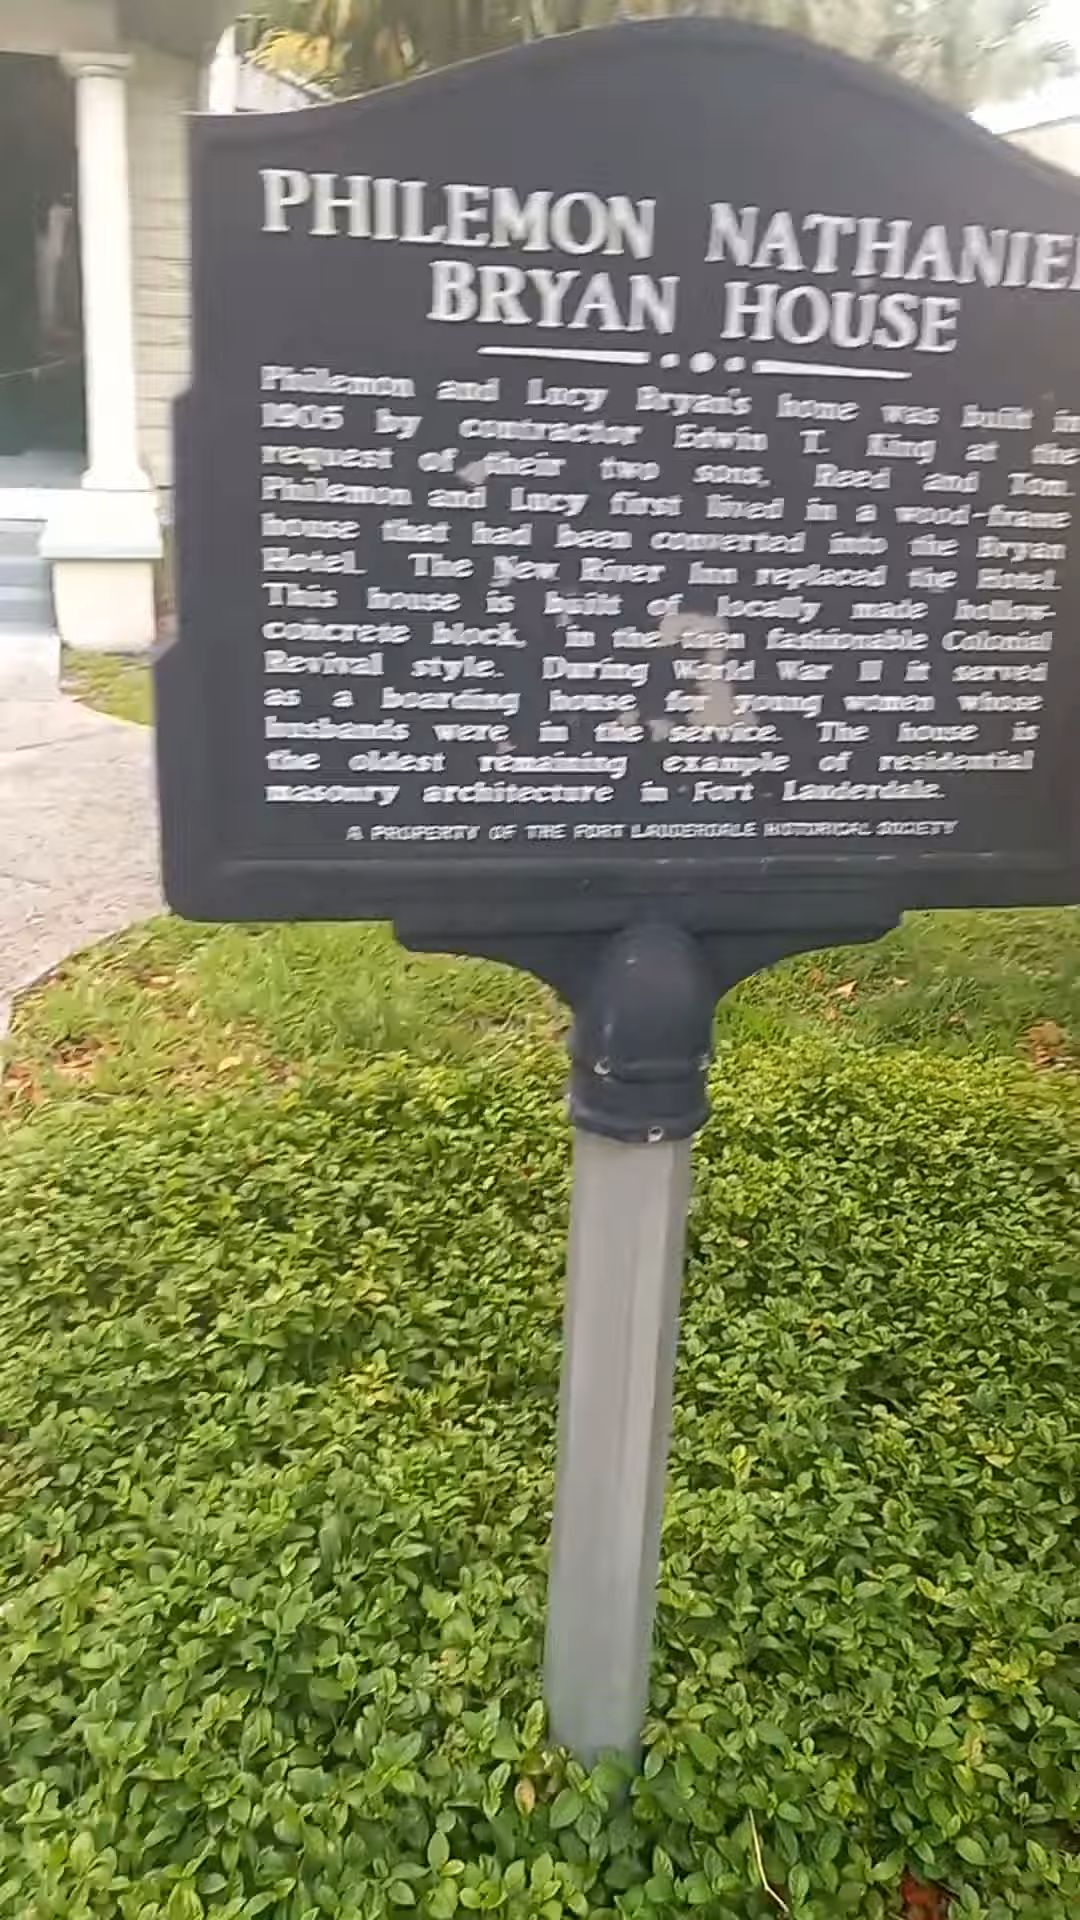 PHILEMON NATHANIEL
BRYAN HOUSE
Philemon and Lucy Bryan's home was built in
1905 by contractor Edwin T. King at the
request of their two sons, Reed and Tom.
Philemon and Lucy first lived in a wood-frame
house that had been converted into the Bryan
Hotel. The New River Inn replaced the Hotel.
This house is built of locally made hollow-
concrete block, in the then fashionable Colonial
Revival style. During World War II it served
as a boarding house for young women whose
husbands were in the service. The house is
the oldest remaining example of residential
masonry architecture in Fort Lauderdale.
A PROPERTY OF THE FORT LAUDERDALE HISTORICAL SOCIETY